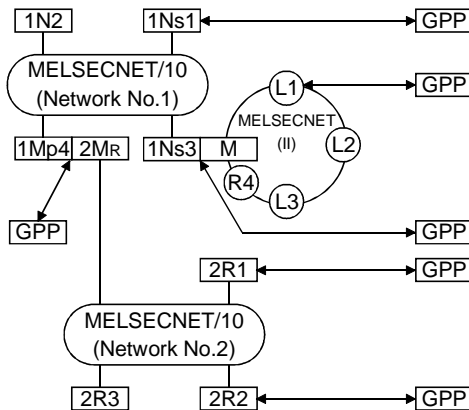 1N2 1Ns1 GPP
MELSECNET/10
(Network No.1)
L1 GPP
MELSECNET
(II)
L2
1Mp4 2MR 1Ns3 M
R4
L3
GPP GPP
2R1 GPP
MELSECNET/10
(Network No.2)
2R3 2R2 GPP